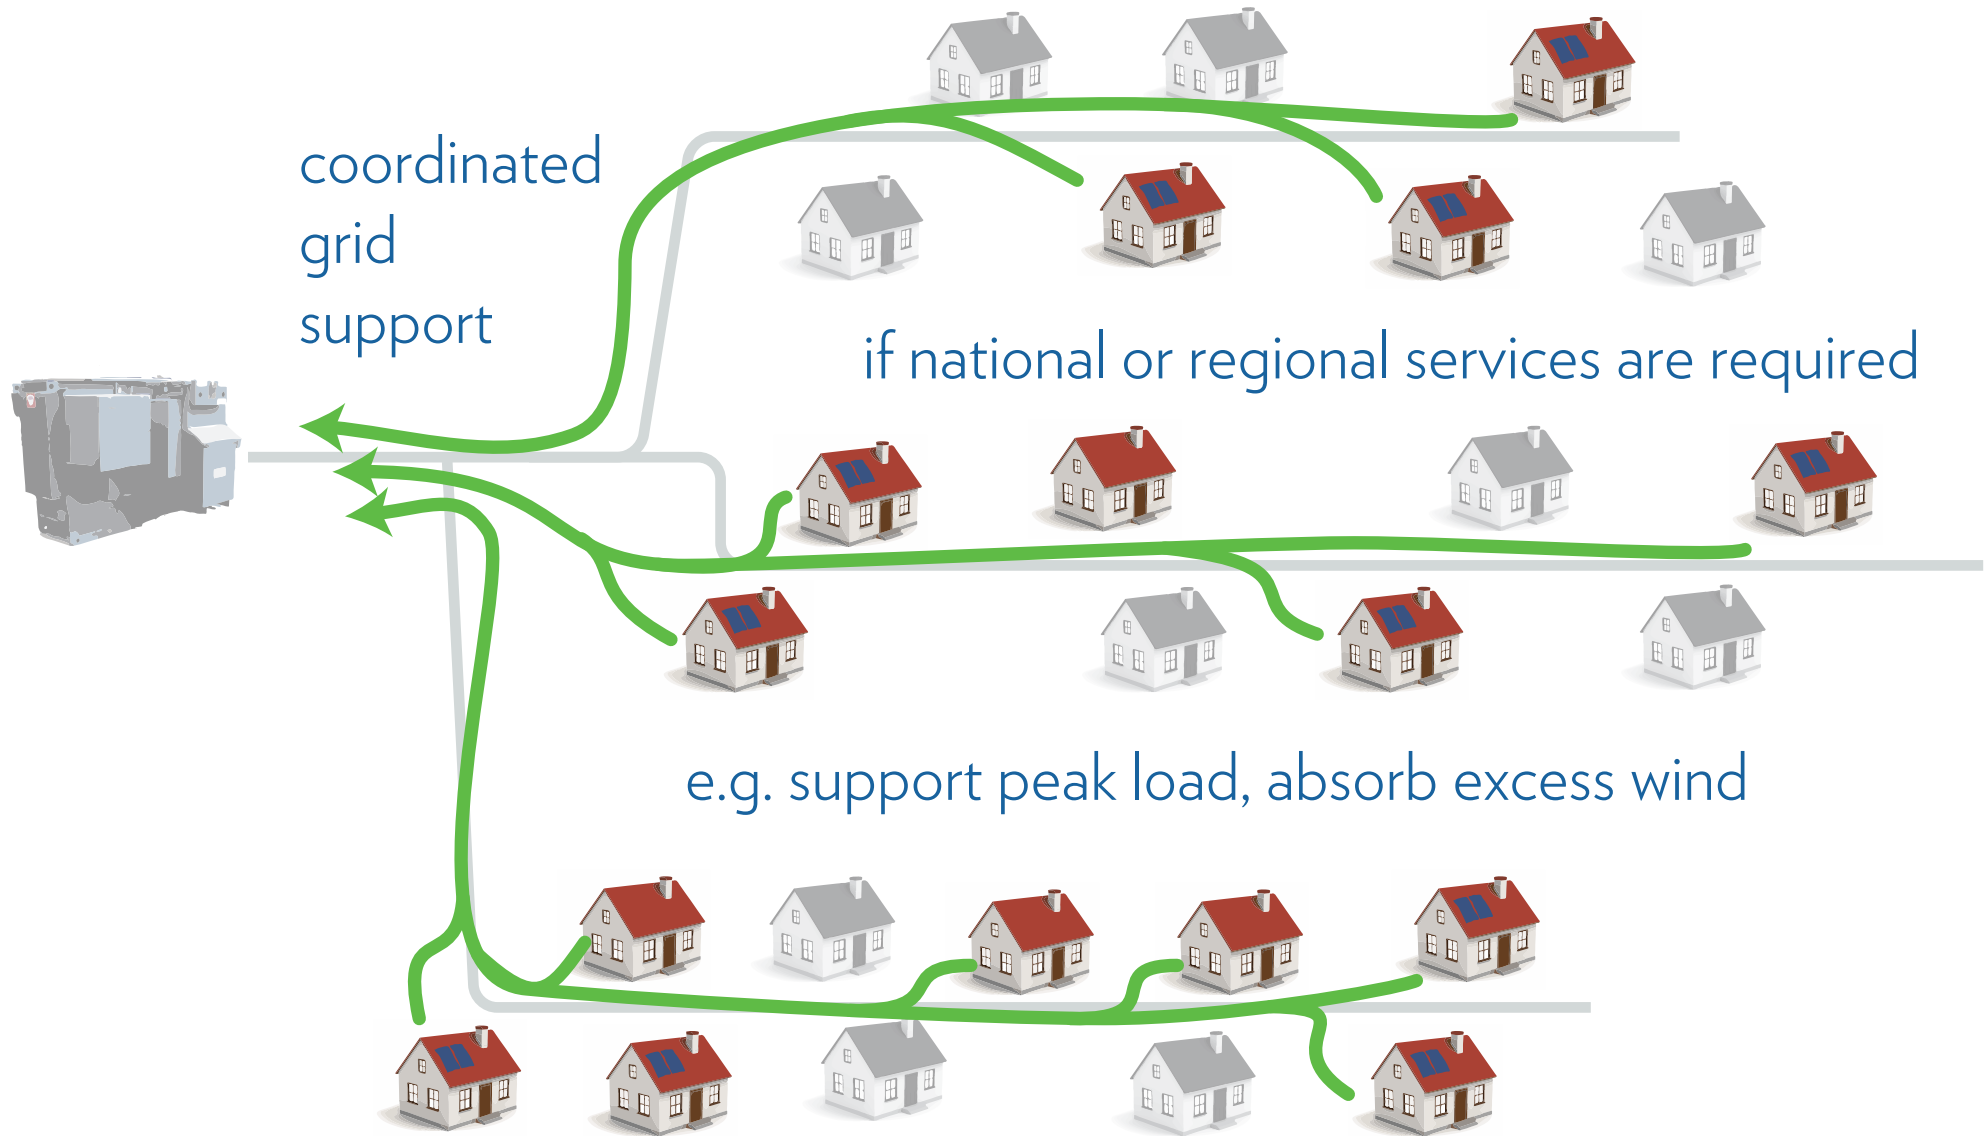 coordinated
grid
support
if national or regional services are required
e.g. support peak load, absorb excess wind